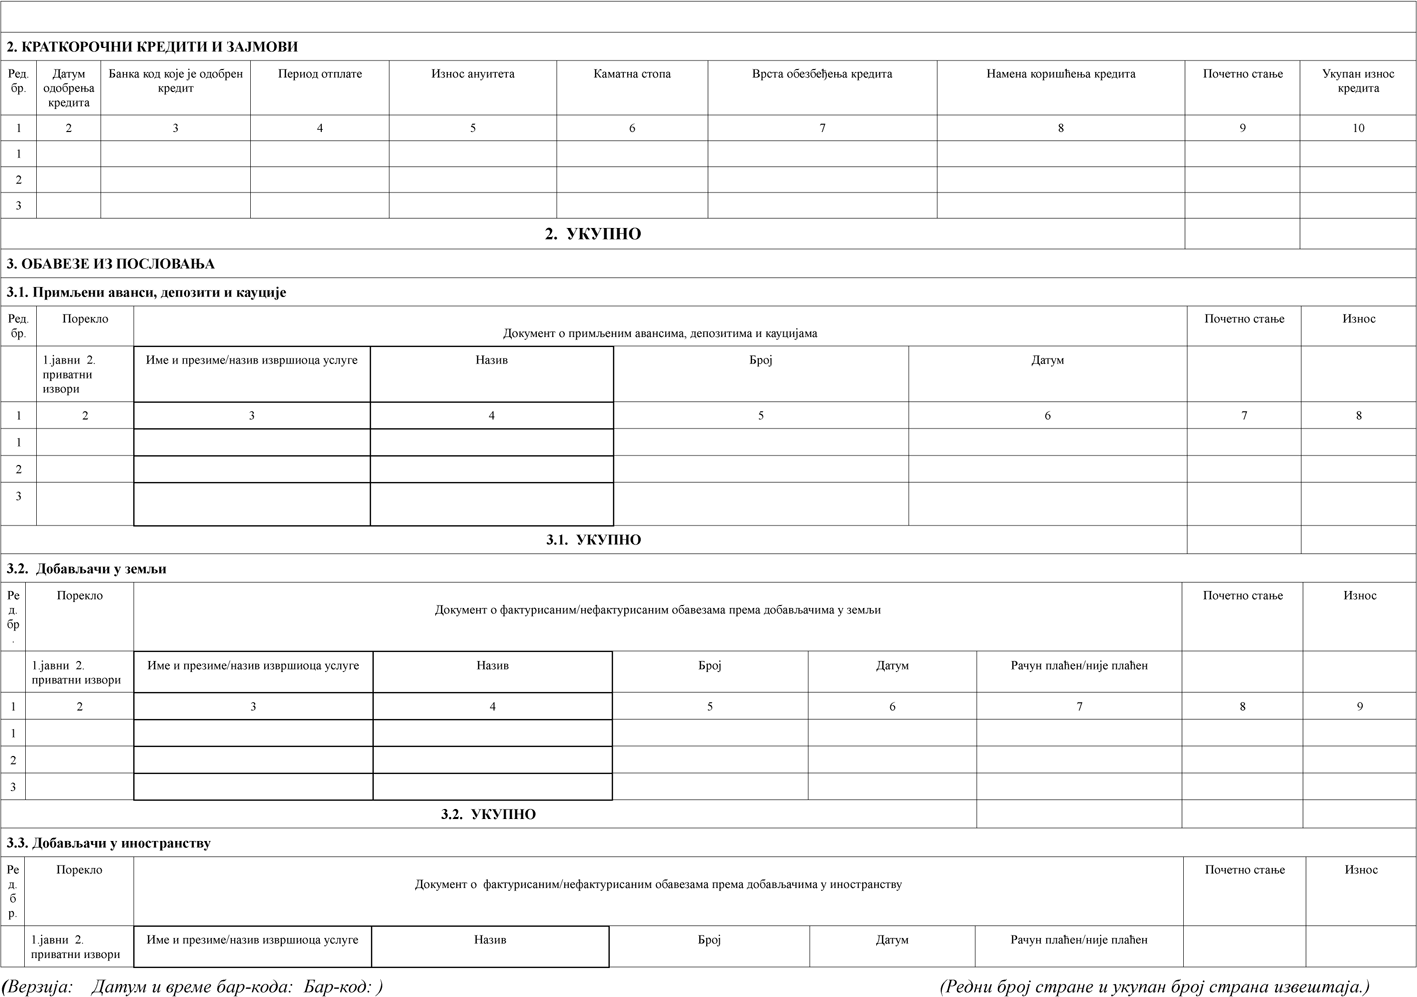 2. КРАТКОРОЧНИ КРЕДИТИ И ЗАЈМОВИ
Ред. бр. Датум одобрења кредита Банка код које је одобрен кредит Период отплате Износ ануитета Каматна стопа Врста обезбеђења кредита Намена коришћења кредита Почетно стање Укупан износ кредита
1 2 3 4 5 6 7 8 9 10
1
2
3
2. УКУПНО
3. ОБАВЕЗЕ ИЗ ПОСЛОВАЊА
3.1. Примљени аванси, депозити и кауције
Ред. бр. Порекло Документ о примљеним авансима, депозитима и кауцијама Почетно стање Износ
1.јавни 2. приватни извори Име и презиме/назив извршиоца услуге Назив Број Датум
1 2 3 4 5 6 7 8
1
2
3
3.1. УКУПНО
3.2. Добављачи у земљи
Ред. бр. Порекло Документ о фактурисаним/нефактурисаним обавезама према добављачима у земљи Почетно стање Износ
1.јавни 2. приватни извори Име и презиме/назив извршиоца услуге Назив Број Датум Рачун плаћен/није плаћен
1 2 3 4 5 6 7 8 9
1
2
3
3.2. УКУПНО
3.3. Добављачи у иностранству
Ред. бр. Порекло Документ о фактурисаним/нефактурисаним обавезама према добављачима у иностранству Почетно стање Износ
1.јавни 2. приватни извори Име и презиме/назив извршиоца услуге Назив Број Датум Рачун плаћен/није плаћен
(Верзија: Датум и време бар-кода: Бар-код: ) (Редни број стране и укупан број страна извештаја.)